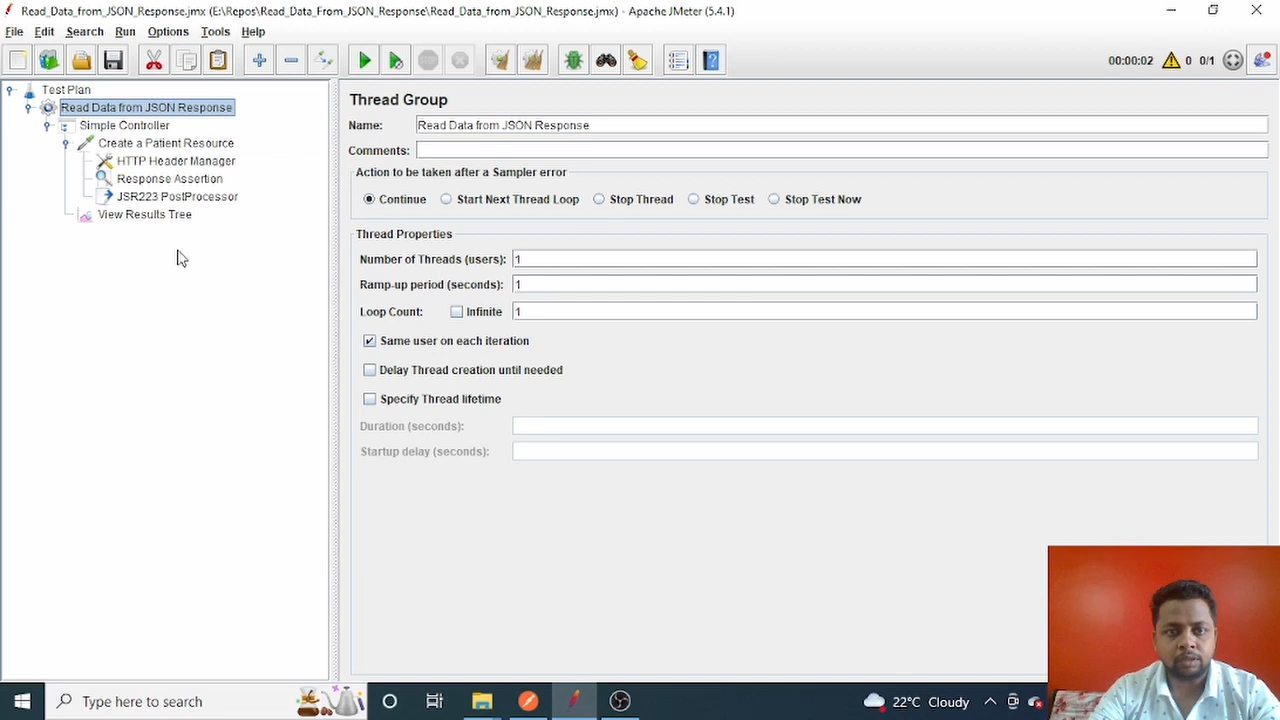 Read_Data_from_JSON_Response.jmx (E:\Repos\Read_Data_From_JSON_Response\Read_Data_from_JSON_Response.jmx) - Apache JMeter (5.4.1)
File Edit Search Run Options Tools Help
00:00:02 0 0/1
Test Plan
Read Data from JSON Response
Simple Controller
Create a Patient Resource
HTTP Header Manager
Response Assertion
JSR223 PostProcessor
View Results Tree
Thread Group
Name: Read Data from JSON Response
Comments:
Action to be taken after a Sampler error
Continue Start Next Thread Loop Stop Thread Stop Test Stop Test Now
Thread Properties
Number of Threads (users): 1
Ramp-up period (seconds): 1
Loop Count: Infinite 1
Same user on each iteration
Delay Thread creation until needed
Specify Thread lifetime
Duration (seconds):
Startup delay (seconds):
Type here to search
22°C Cloudy